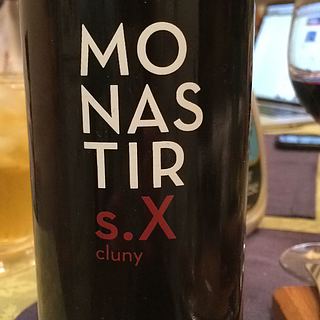 MO
NAS
TIR
s.X
cluny